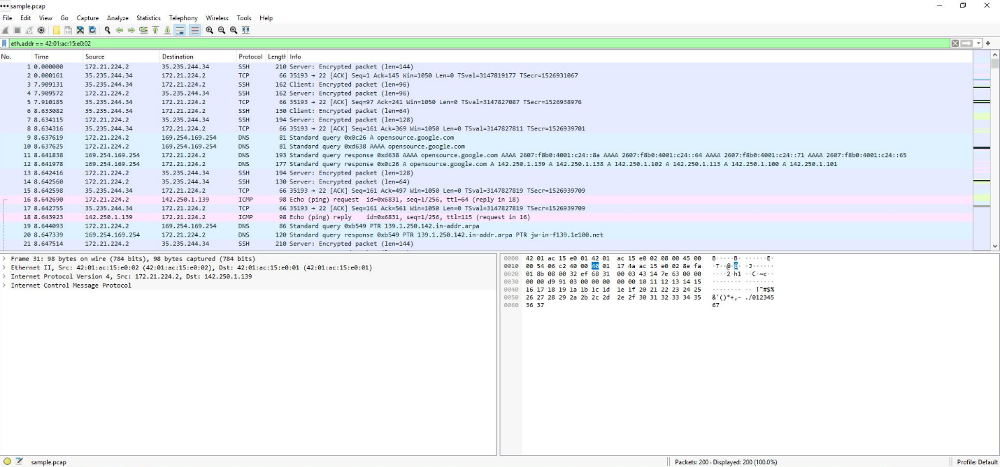 sample.pcap
File Edit View Go Capture Analyze Statistics Telephony Wireless Tools Help
eth.addr == 42:01:ac:15:e0:02
No. Time Source Destination Protocol Length Info
1 0.000000 172.21.224.2 35.235.244.34 SSH 210 Server: Encrypted packet (len=144)
2 0.000161 35.235.244.34 172.21.224.2 TCP 66 35193 → 22 [ACK] Seq=1 Ack=145 Win=1050 Len=0 TSval=3147819177 TSecr=1526931067
3 7.909131 35.235.244.34 172.21.224.2 SSH 162 Client: Encrypted packet (len=96)
4 7.909572 172.21.224.2 35.235.244.34 SSH 162 Server: Encrypted packet (len=96)
5 7.910185 35.235.244.34 172.21.224.2 TCP 66 35193 → 22 [ACK] Seq=97 Ack=241 Win=1050 Len=0 TSval=3147827087 TSecr=1526938976
6 8.633082 35.235.244.34 172.21.224.2 SSH 130 Client: Encrypted packet (len=64)
7 8.634115 172.21.224.2 35.235.244.34 SSH 194 Server: Encrypted packet (len=128)
8 8.634316 35.235.244.34 172.21.224.2 TCP 66 35193 → 22 [ACK] Seq=161 Ack=369 Win=1050 Len=0 TSval=3147827811 TSecr=1526939701
9 8.637619 172.21.224.2 169.254.169.254 DNS 81 Standard query 0x0c26 A opensource.google.com
10 8.637625 172.21.224.2 169.254.169.254 DNS 81 Standard query 0xd638 AAAA opensource.google.com
11 8.641838 169.254.169.254 172.21.224.2 DNS 193 Standard query response 0xd638 AAAA opensource.google.com AAAA 2607:f8b0:4001:c24::8a AAAA 2607:f8b0:4001:c24::64 AAAA 2607:f8b0:4001:c24::71 AAAA 2607:f8b0:4001:c24::65
12 8.641978 169.254.169.254 172.21.224.2 DNS 177 Standard query response 0x0c26 A opensource.google.com A 142.250.1.139 A 142.250.1.138 A 142.250.1.102 A 142.250.1.113 A 142.250.1.100 A 142.250.1.101
13 8.642416 172.21.224.2 35.235.244.34 SSH 194 Server: Encrypted packet (len=128)
14 8.642560 172.21.224.2 35.235.244.34 SSH 130 Server: Encrypted packet (len=64)
15 8.642598 35.235.244.34 172.21.224.2 TCP 66 35193 → 22 [ACK] Seq=161 Ack=497 Win=1050 Len=0 TSval=3147827819 TSecr=1526939709
16 8.642690 172.21.224.2 142.250.1.139 ICMP 98 Echo (ping) request id=0x6831, seq=1/256, ttl=64 (reply in 18)
17 8.642755 35.235.244.34 172.21.224.2 TCP 66 35193 → 22 [ACK] Seq=161 Ack=561 Win=1050 Len=0 TSval=3147827819 TSecr=1526939709
18 8.643923 142.250.1.139 172.21.224.2 ICMP 98 Echo (ping) reply id=0x6831, seq=1/256, ttl=115 (request in 16)
19 8.644093 172.21.224.2 169.254.169.254 DNS 86 Standard query 0xb549 PTR 139.1.250.142.in-addr.arpa
20 8.647339 169.254.169.254 172.21.224.2 DNS 120 Standard query response 0xb549 PTR 139.1.250.142.in-addr.arpa PTR jw-in-f139.1e100.net
21 8.647514 172.21.224.2 35.235.244.34 SSH 210 Server: Encrypted packet (len=144)
Frame 31: 98 bytes on wire (784 bits), 98 bytes captured (784 bits)
Ethernet II, Src: 42:01:ac:15:e0:02 (42:01:ac:15:e0:02), Dst: 42:01:ac:15:e0:01 (42:01:ac:15:e0:01)
Internet Protocol Version 4, Src: 172.21.224.2, Dst: 142.250.1.139
Internet Control Message Protocol
0000 42 01 ac 15 e0 01 42 01 ac 15 e0 02 08 00 45 00 B·····B· ······E·
0010 00 54 06 c2 40 00 40 01 17 4a ac 15 e0 02 8e fa ·T··@·@· ·J······
0020 01 8b 08 00 32 ef 68 31 00 03 43 14 7e 63 00 00 ····2·h1 ··C·~c··
0030 00 00 d9 91 03 00 00 00 00 00 10 11 12 13 14 15 ········ ········
0040 16 17 18 19 1a 1b 1c 1d 1e 1f 20 21 22 23 24 25 ········ ·· !"#$%
0050 26 27 28 29 2a 2b 2c 2d 2e 2f 30 31 32 33 34 35 &'()*+,- ./012345
0060 36 37 67
sample.pcap Packets: 200 · Displayed: 200 (100.0%) Profile: Default